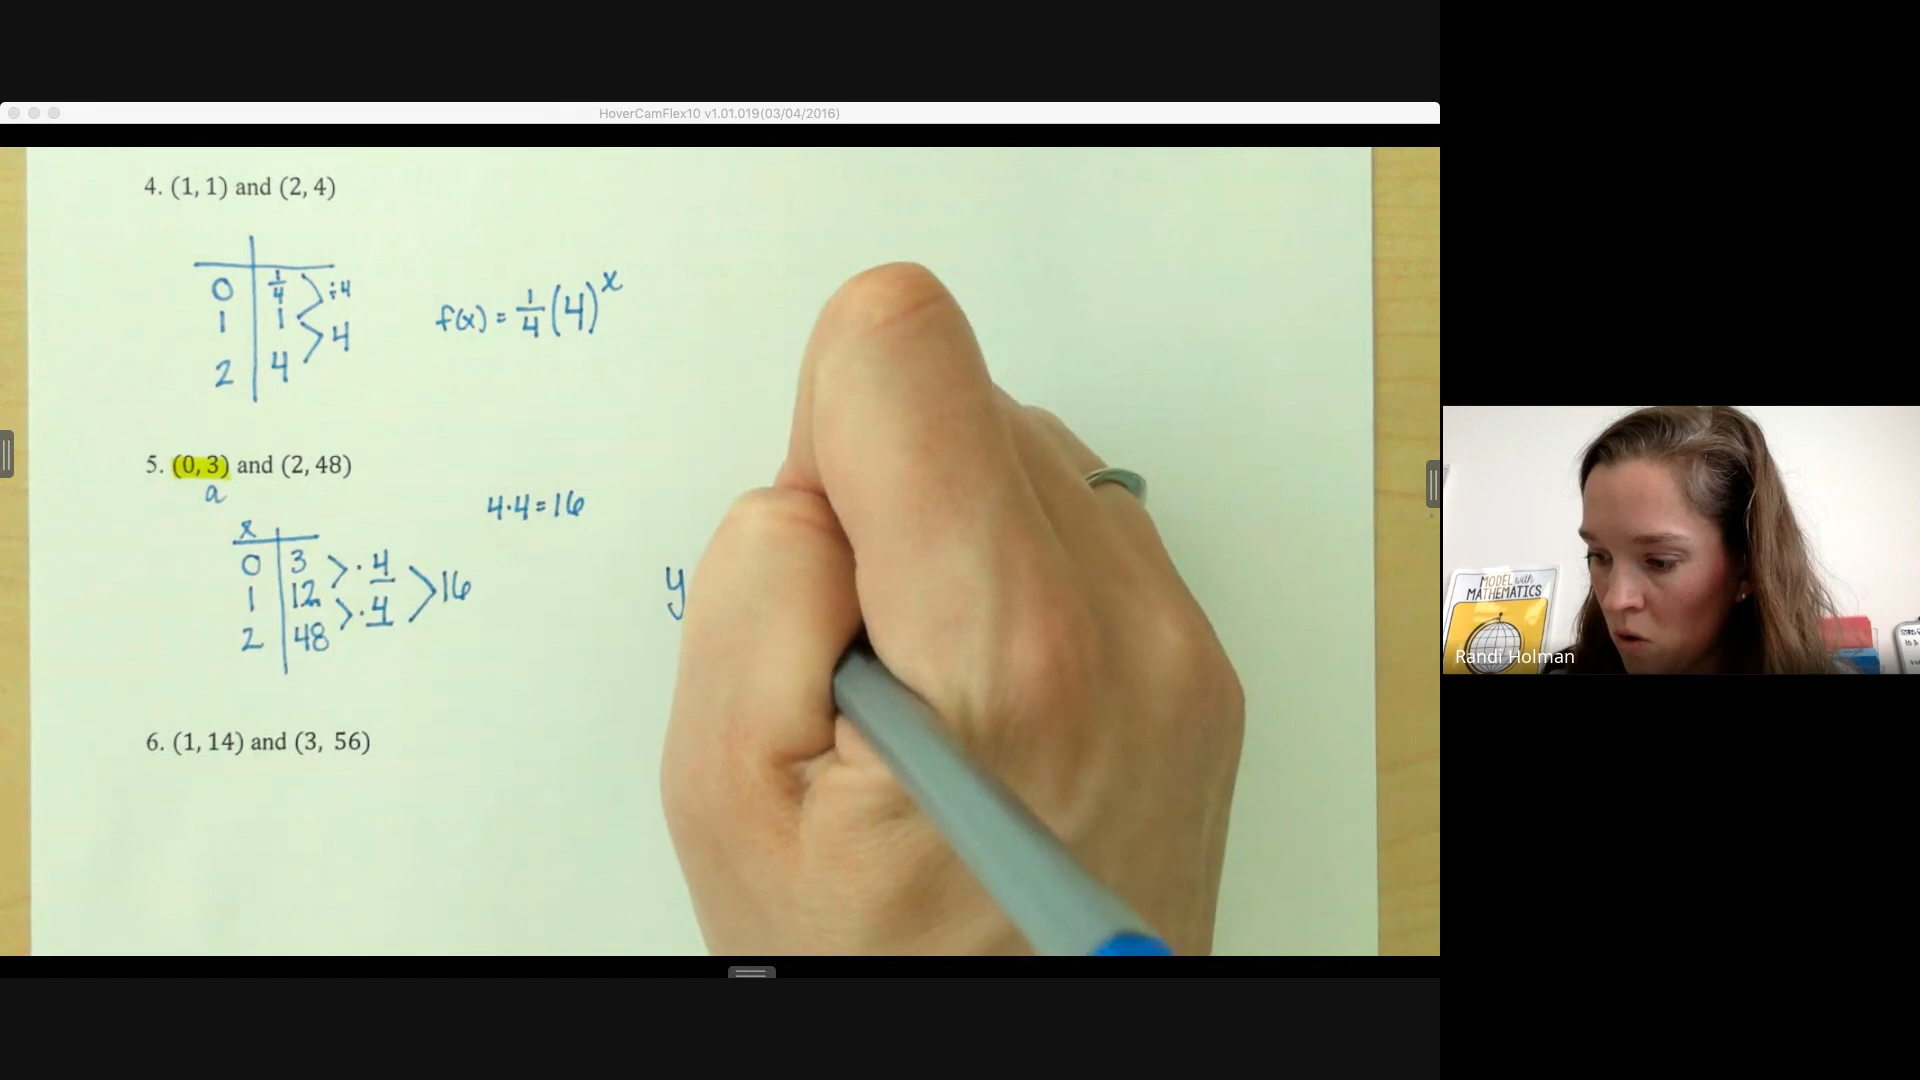 HoverCamFlex10 v1.01.019(03/04/2016)
4. (1, 1) and (2, 4)
0 | 1/4 > ÷4
1 | 1 > 4
2 | 4
f(x) = 1/4 (4)^x
5. (0, 3) and (2, 48)
a
4·4=16
x
0 | 3 > · 4
1 | 12 > · 4 > 16
2 | 48
y
6. (1, 14) and (3, 56)
MODEL with
MATHEMATICS
Randi Holman